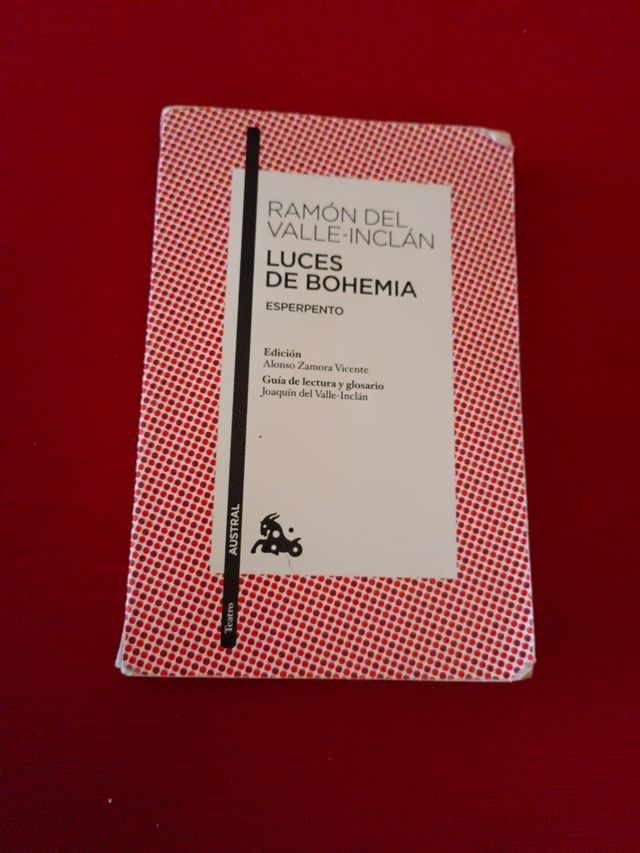 RAMÓN DEL
VALLE-INCLÁN
LUCES
DE BOHEMIA
ESPERPENTO
Edición
Alonso Zamora Vicente
Guía de lectura y glosario
Joaquín del Valle-Inclán
AUSTRAL
Teatro